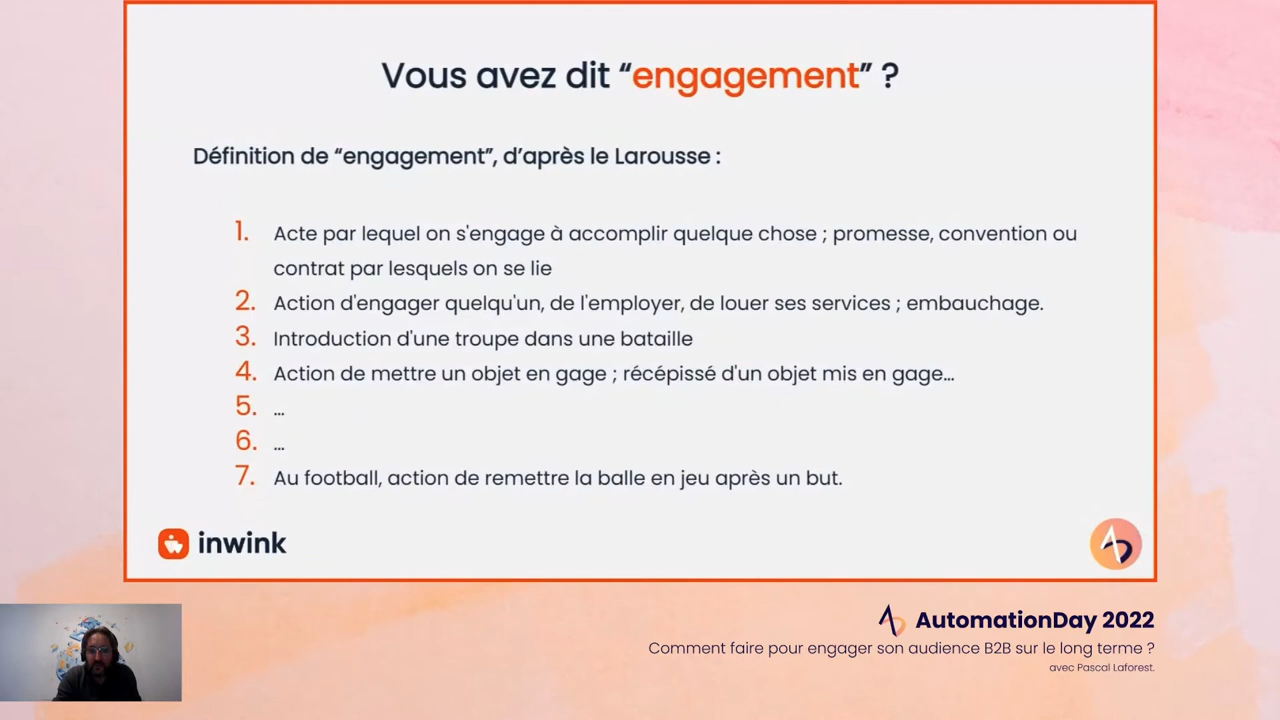 Vous avez dit “engagement” ?
Définition de “engagement”, d’après le Larousse :
1. Acte par lequel on s'engage à accomplir quelque chose ; promesse, convention ou
contrat par lesquels on se lie
2. Action d'engager quelqu'un, de l'employer, de louer ses services ; embauchage.
3. Introduction d'une troupe dans une bataille
4. Action de mettre un objet en gage ; récépissé d'un objet mis en gage…
5. …
6. …
7. Au football, action de remettre la balle en jeu après un but.
inwink
AutomationDay 2022
Comment faire pour engager son audience B2B sur le long terme ?
avec Pascal Laforest.